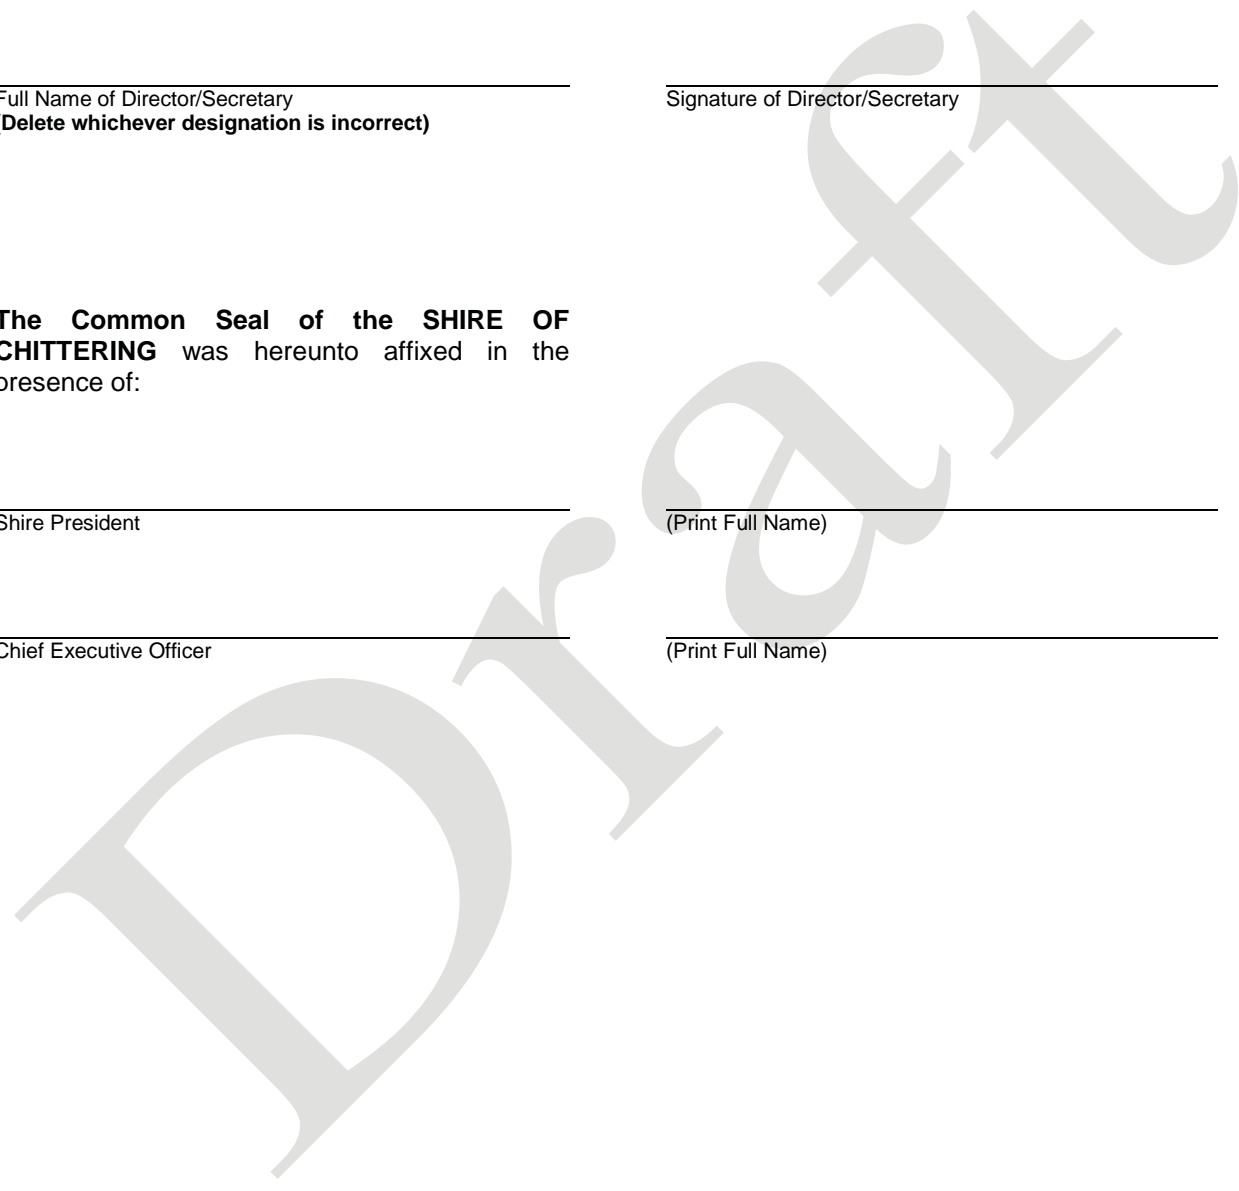 Full Name of Director/Secretary
Signature of Director/Secretary
(Delete whichever designation is incorrect)
The Common Seal of the SHIRE OF
CHITTERING was hereunto affixed in the
presence of:
Shire President
(Print Full Name)
Chief Executive Officer
(Print Full Name)
Draft